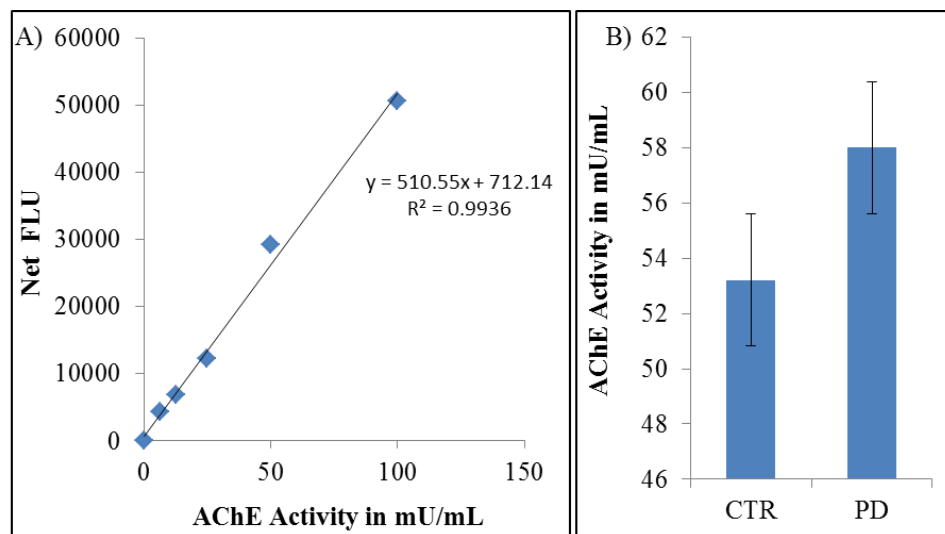 A)
Net FLU
60000
50000
40000
30000
20000
10000
0
y = 510.55x + 712.14
R² = 0.9936
0 50 100 150
AChE Activity in mU/mL
B)
AChE Activity in mU/mL
62
60
58
56
54
52
50
48
46
CTR PD